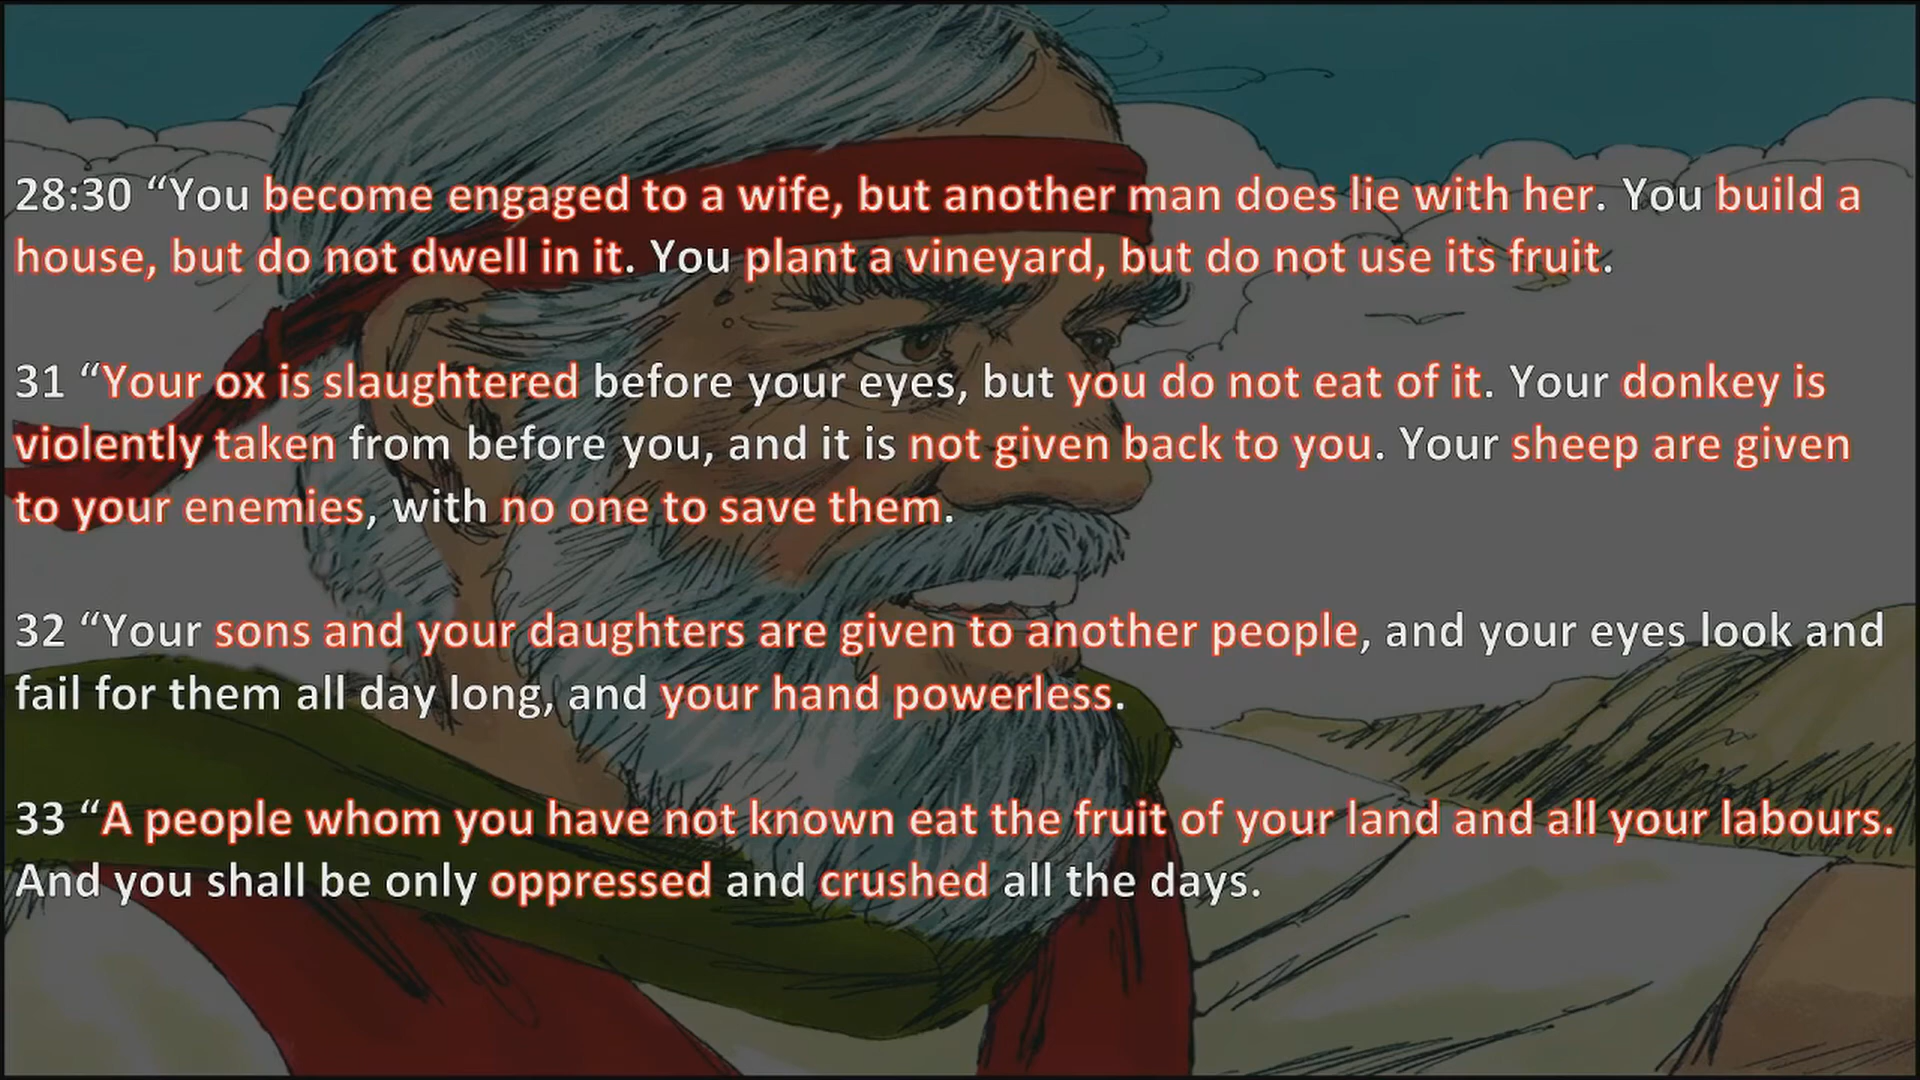 28:30 “You become engaged to a wife, but another man does lie with her. You build a
house, but do not dwell in it. You plant a vineyard, but do not use its fruit.
31 “Your ox is slaughtered before your eyes, but you do not eat of it. Your donkey is
violently taken from before you, and it is not given back to you. Your sheep are given
to your enemies, with no one to save them.
32 “Your sons and your daughters are given to another people, and your eyes look and
fail for them all day long, and your hand powerless.
33 “A people whom you have not known eat the fruit of your land and all your labours.
And you shall be only oppressed and crushed all the days.